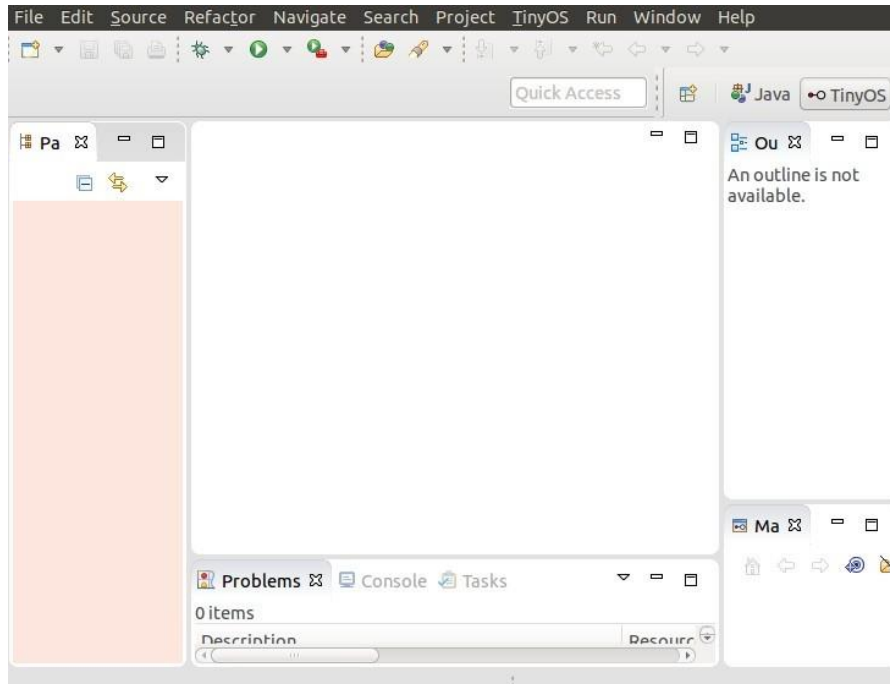 File Edit Source Refactor Navigate Search Project TinyOS Run Window Help
Quick Access
Java TinyOS
Pa
Ou
An outline is not
available.
Ma
Problems Console Tasks
0 items
Description Resourc